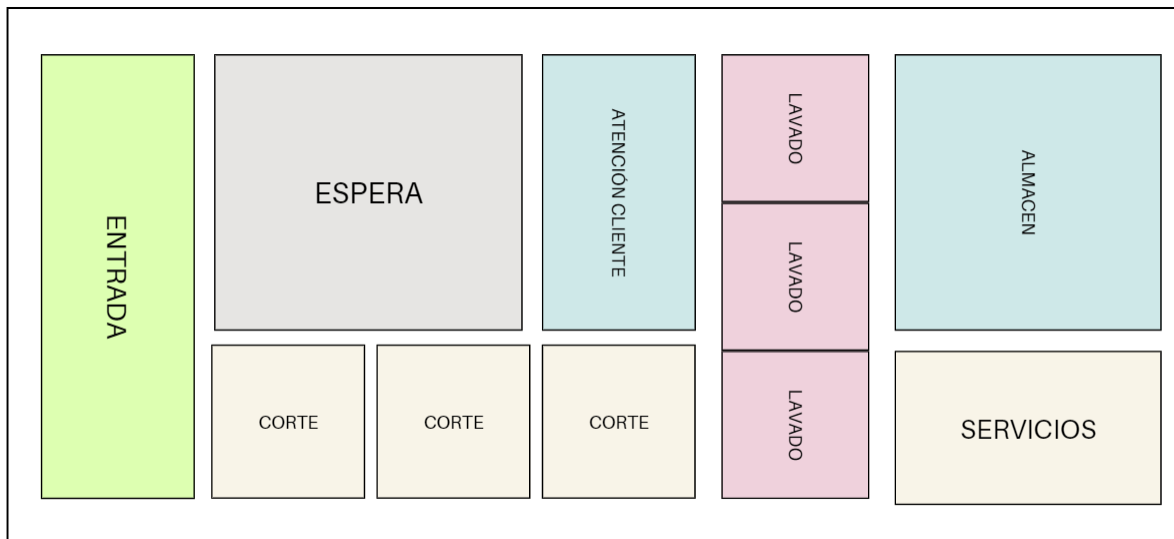 ENTRADA
ESPERA
ATENCIÓN CLIENTE
LAVADO
LAVADO
LAVADO
ALMACEN
CORTE
CORTE
CORTE
SERVICIOS